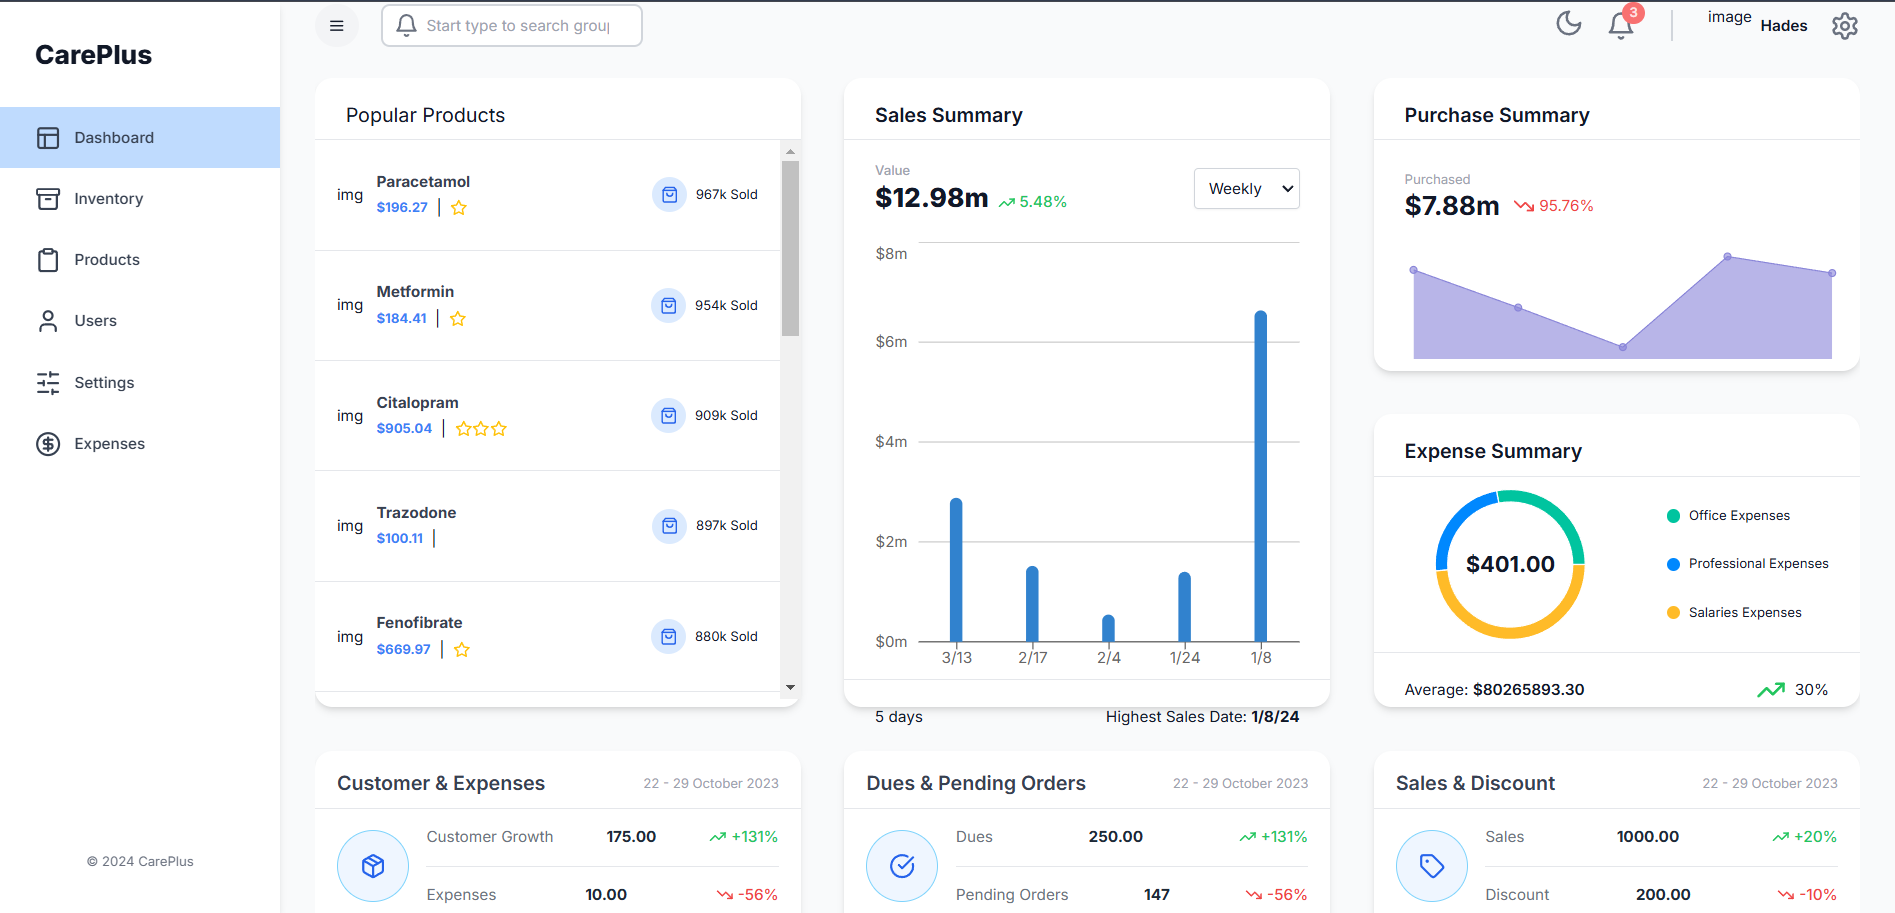 CarePlus
Dashboard
Inventory
Products
Users
Settings
Expenses
© 2024 CarePlus
Start type to search group
3
image
Hades
Popular Products
img
Paracetamol
$196.27
967k Sold
img
Metformin
$184.41
954k Sold
img
Citalopram
$905.04
909k Sold
img
Trazodone
$100.11
897k Sold
img
Fenofibrate
$669.97
880k Sold
Sales Summary
Value
$12.98m
5.48%
Weekly
$8m
$6m
$4m
$2m
$0m
3/13 2/17 2/4 1/24 1/8
5 days
Highest Sales Date: 1/8/24
Purchase Summary
Purchased
$7.88m
95.76%
Expense Summary
$401.00
Office Expenses
Professional Expenses
Salaries Expenses
Average: $80265893.30
30%
Customer & Expenses
22 - 29 October 2023
Customer Growth 175.00 +131%
Expenses 10.00 -56%
Dues & Pending Orders
22 - 29 October 2023
Dues 250.00 +131%
Pending Orders 147 -56%
Sales & Discount
22 - 29 October 2023
Sales 1000.00 +20%
Discount 200.00 -10%